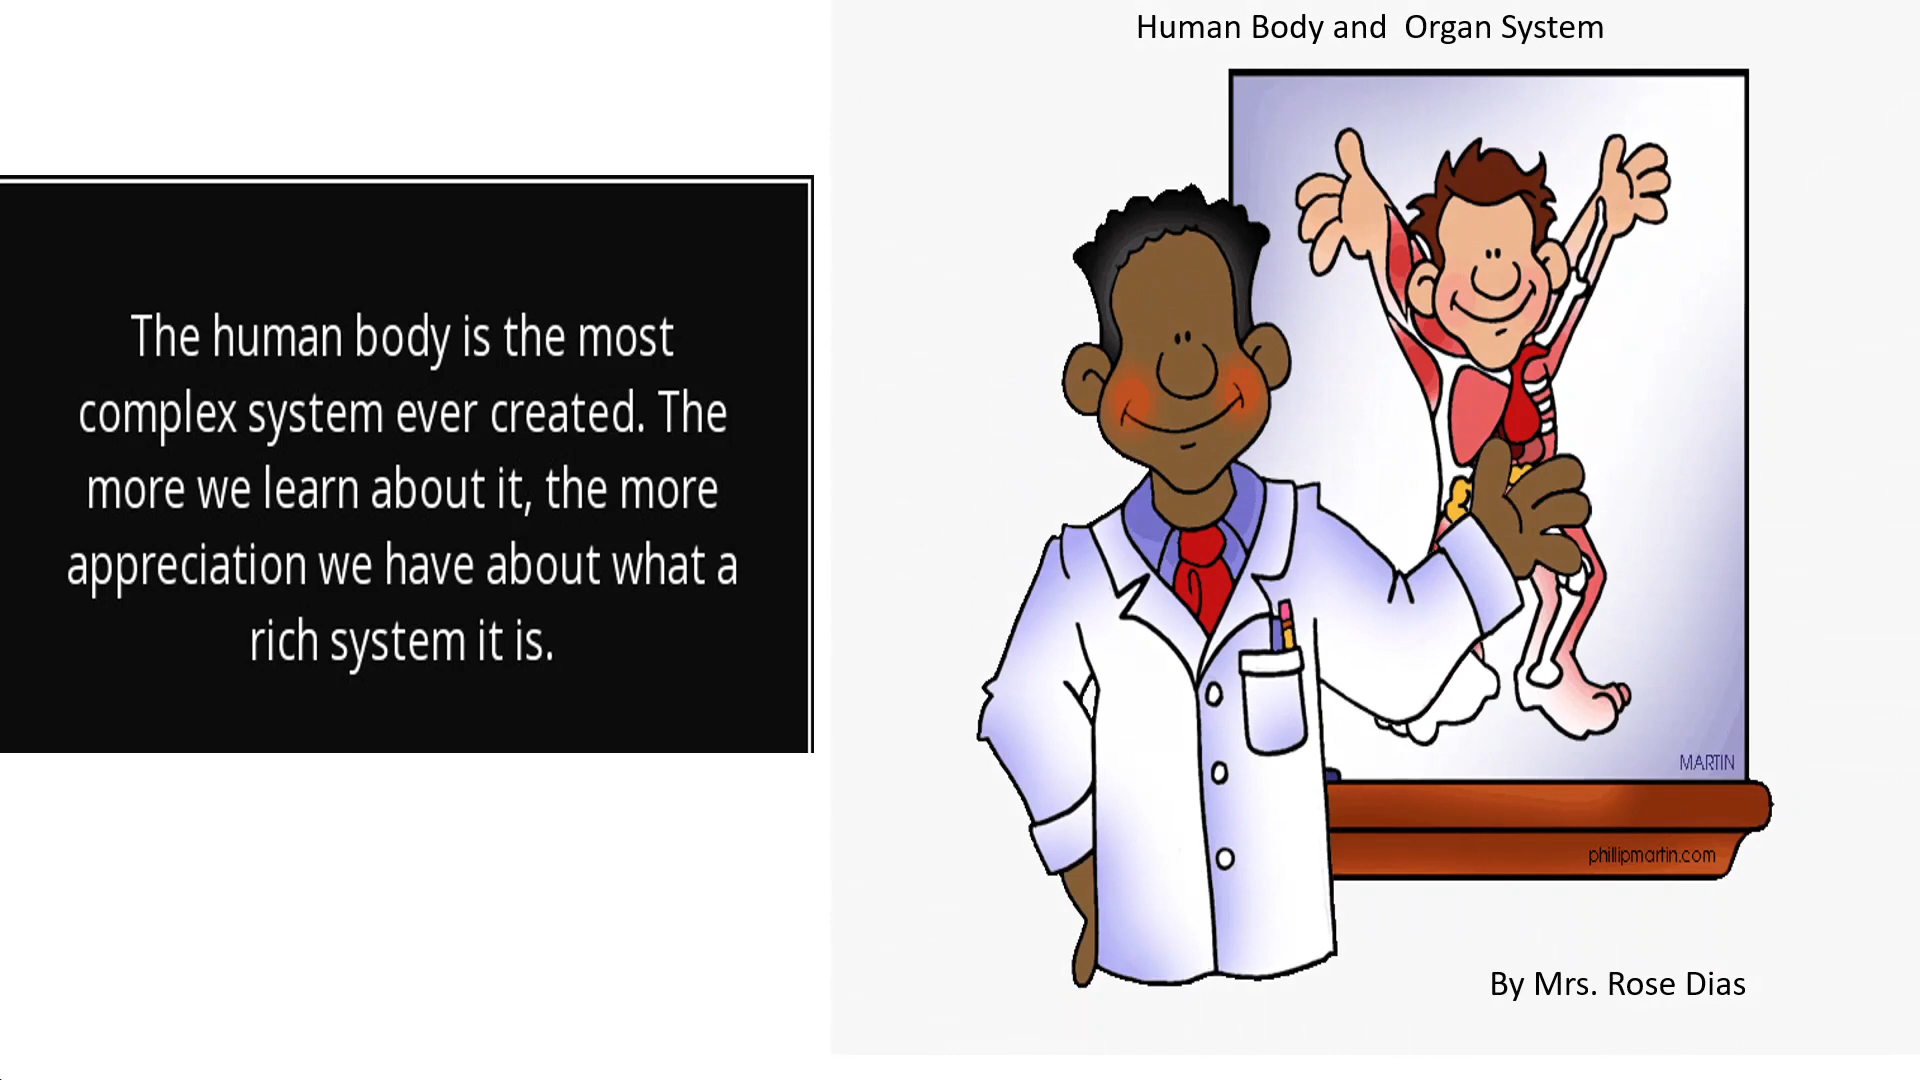 Human Body and  Organ System
The human body is the most
complex system ever created. The
more we learn about it, the more
appreciation we have about what a
rich system it is.
MARTIN
phillipmartin.com
By Mrs. Rose Dias